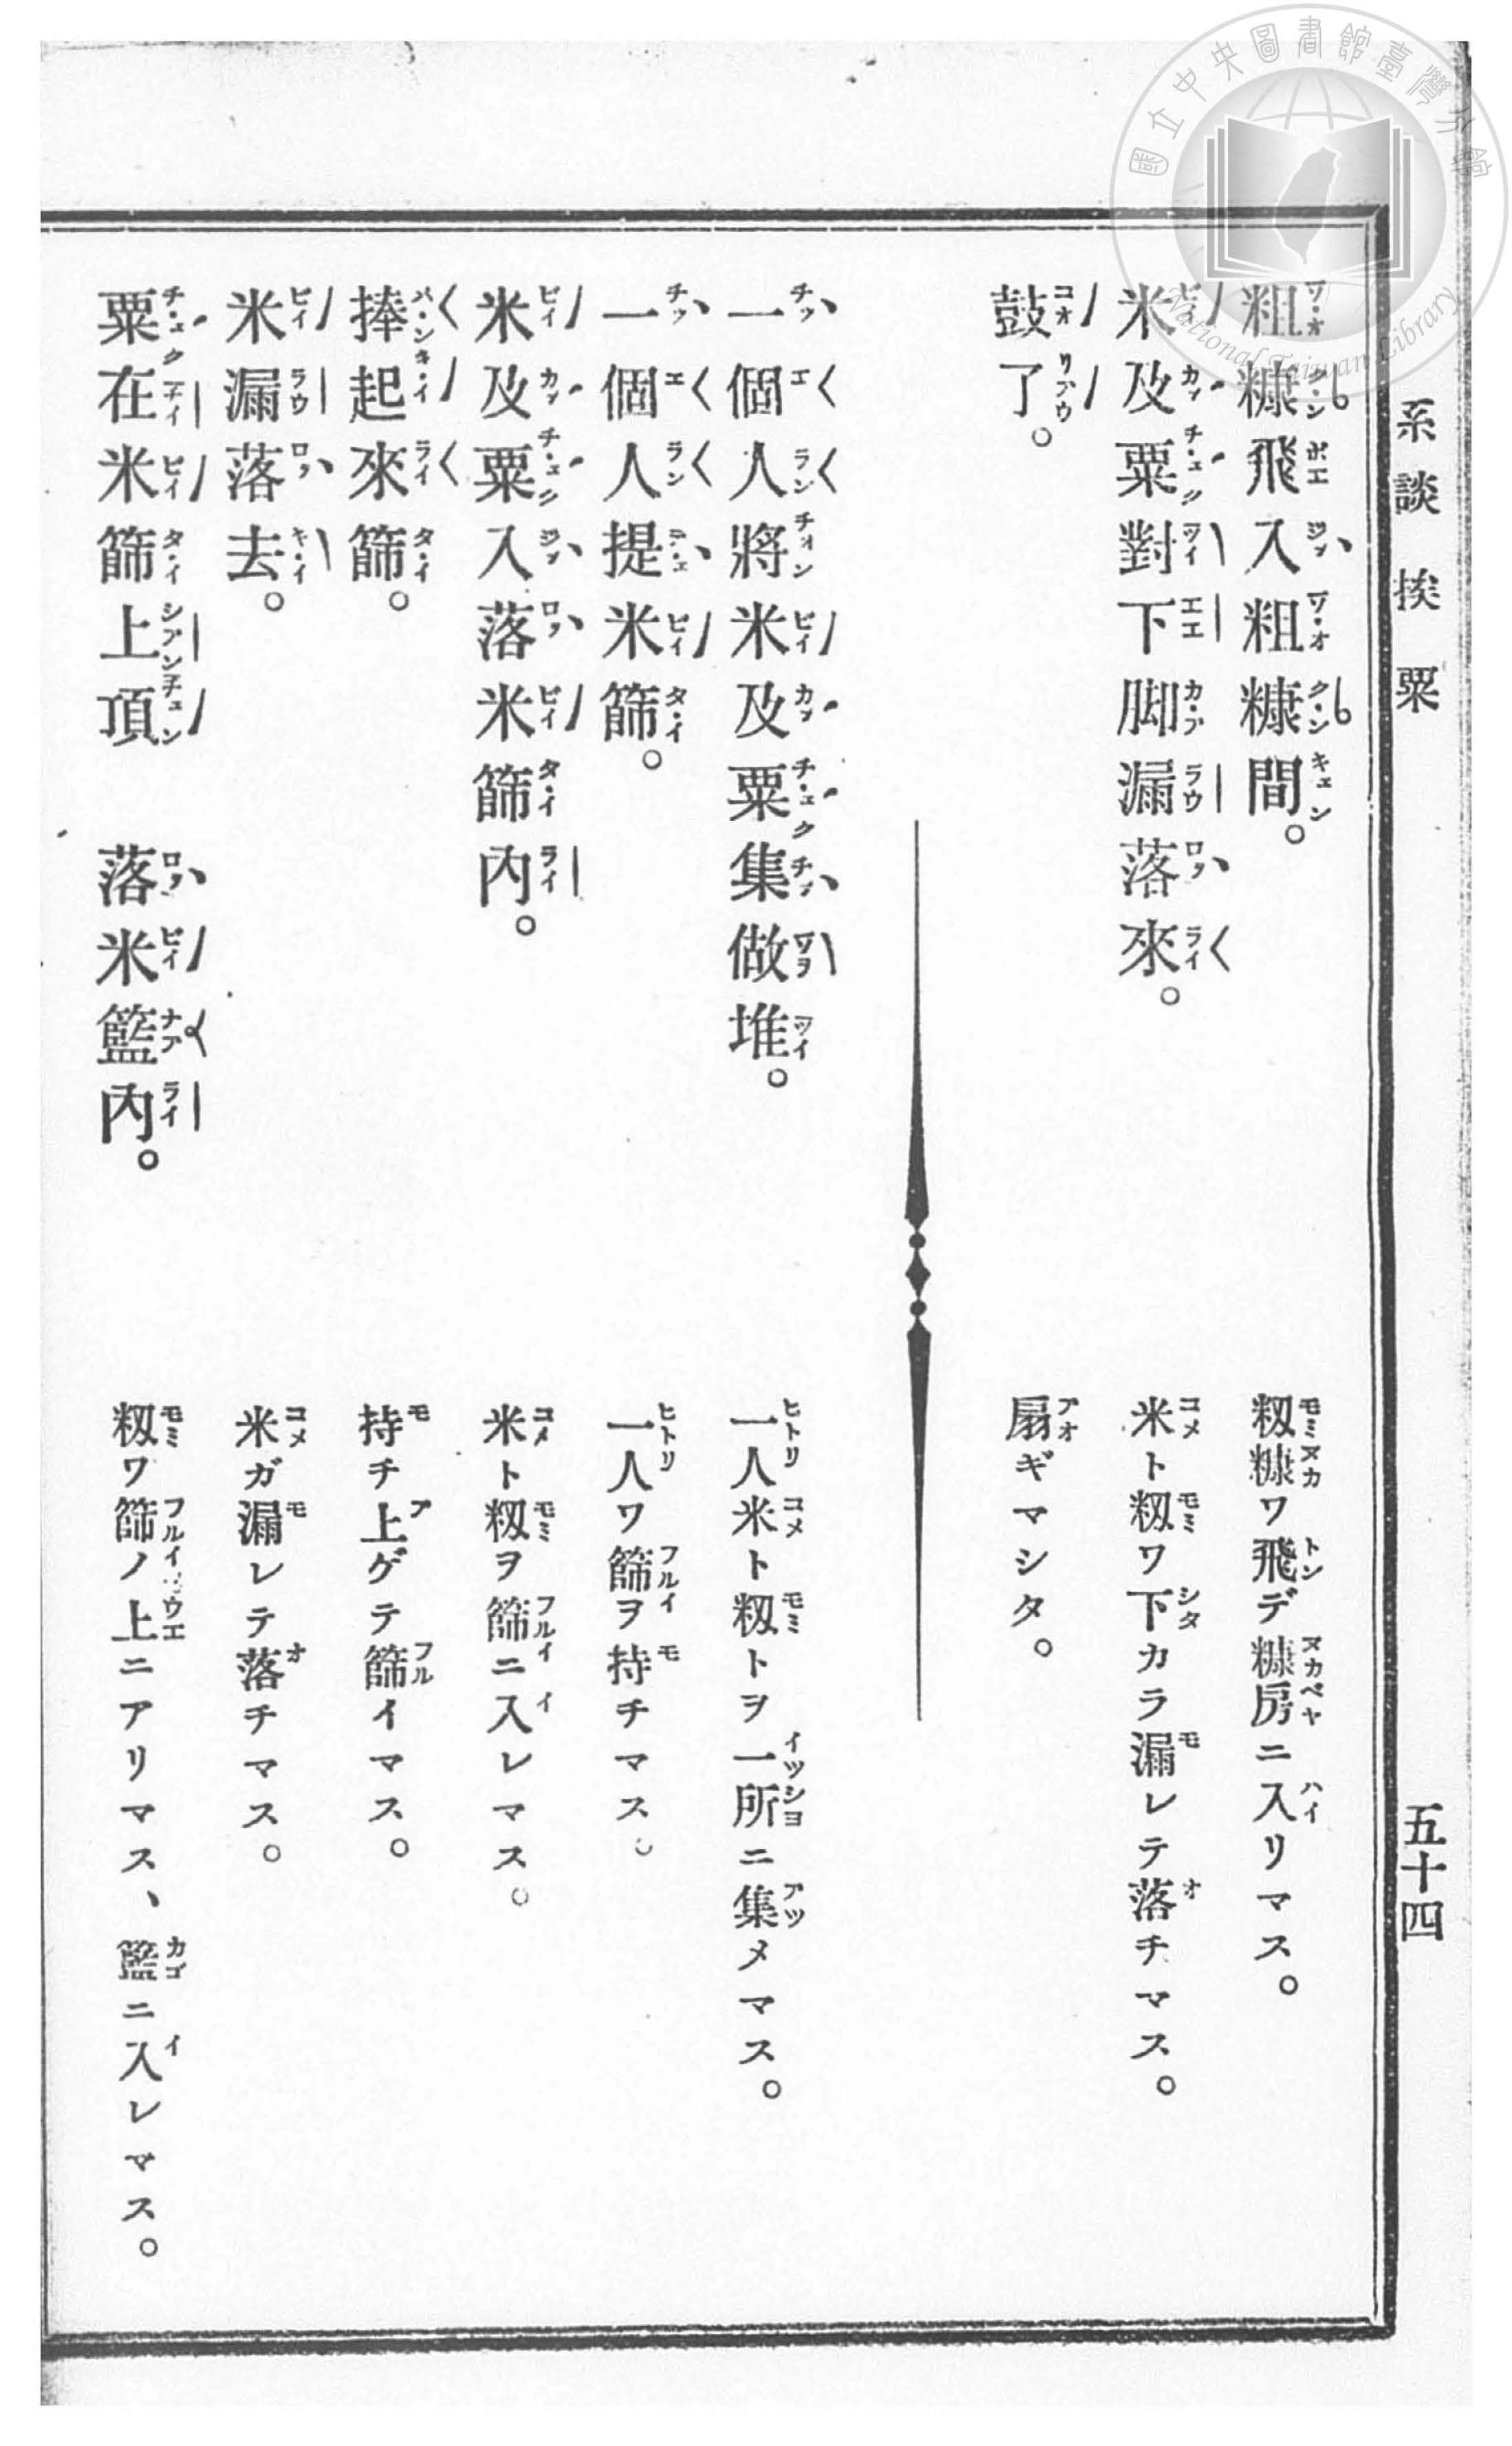 國立中央圖書館臺灣分館
National Taiwan Library
系談 挨粟
五十四
粗糠飛入粗糠間。
籾糠ワ飛デ糠房ニ入リマス。
米及粟對下脚漏落來。
米ト籾ワ下カラ漏レテ落チマス。
鼓了。
扇ギマシタ。
一個人將米及粟集做堆。
一人米ト籾トヲ一所ニ集メマス。
一個人提米篩。
一人ワ篩ヲ持チマス。
米及粟入落米篩內。
米ト籾ヲ篩ニ入レマス。
捧起來篩。
持チ上ゲテ篩イマス。
米漏落去。
米ガ漏レテ落チマス。
粟在米篩上頂 落米籃內。
籾ワ篩ノ上ニアリマス、籃ニ入レマス。